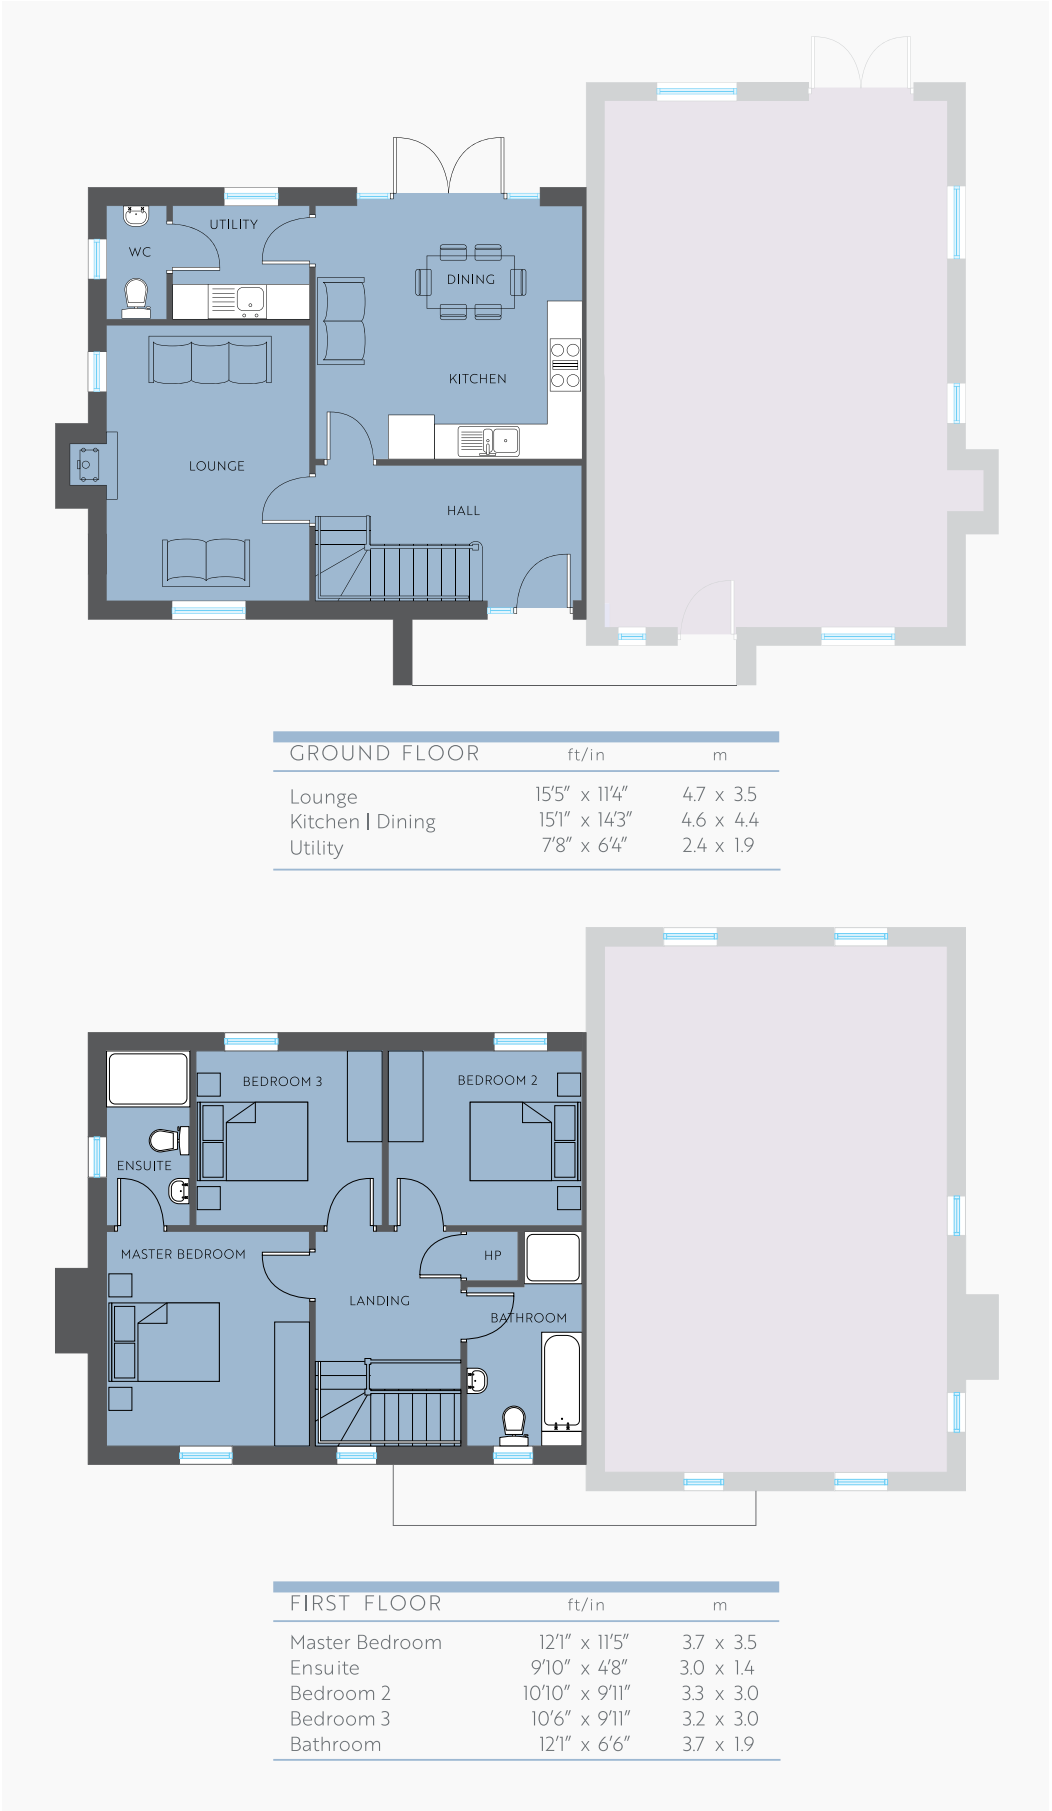 UTILITY
WC
DINING
KITCHEN
LOUNGE
HALL
GROUND FLOOR ft/in m
Lounge 15'5" x 11'4" 4.7 x 3.5
Kitchen | Dining 15'1" x 14'3" 4.6 x 4.4
Utility 7'8" x 6'4" 2.4 x 1.9
BEDROOM 3
BEDROOM 2
ENSUITE
MASTER BEDROOM
HP
LANDING
BATHROOM
FIRST FLOOR ft/in m
Master Bedroom 12'1" x 11'5" 3.7 x 3.5
Ensuite 9'10" x 4'8" 3.0 x 1.4
Bedroom 2 10'10" x 9'11" 3.3 x 3.0
Bedroom 3 10'6" x 9'11" 3.2 x 3.0
Bathroom 12'1" x 6'6" 3.7 x 1.9